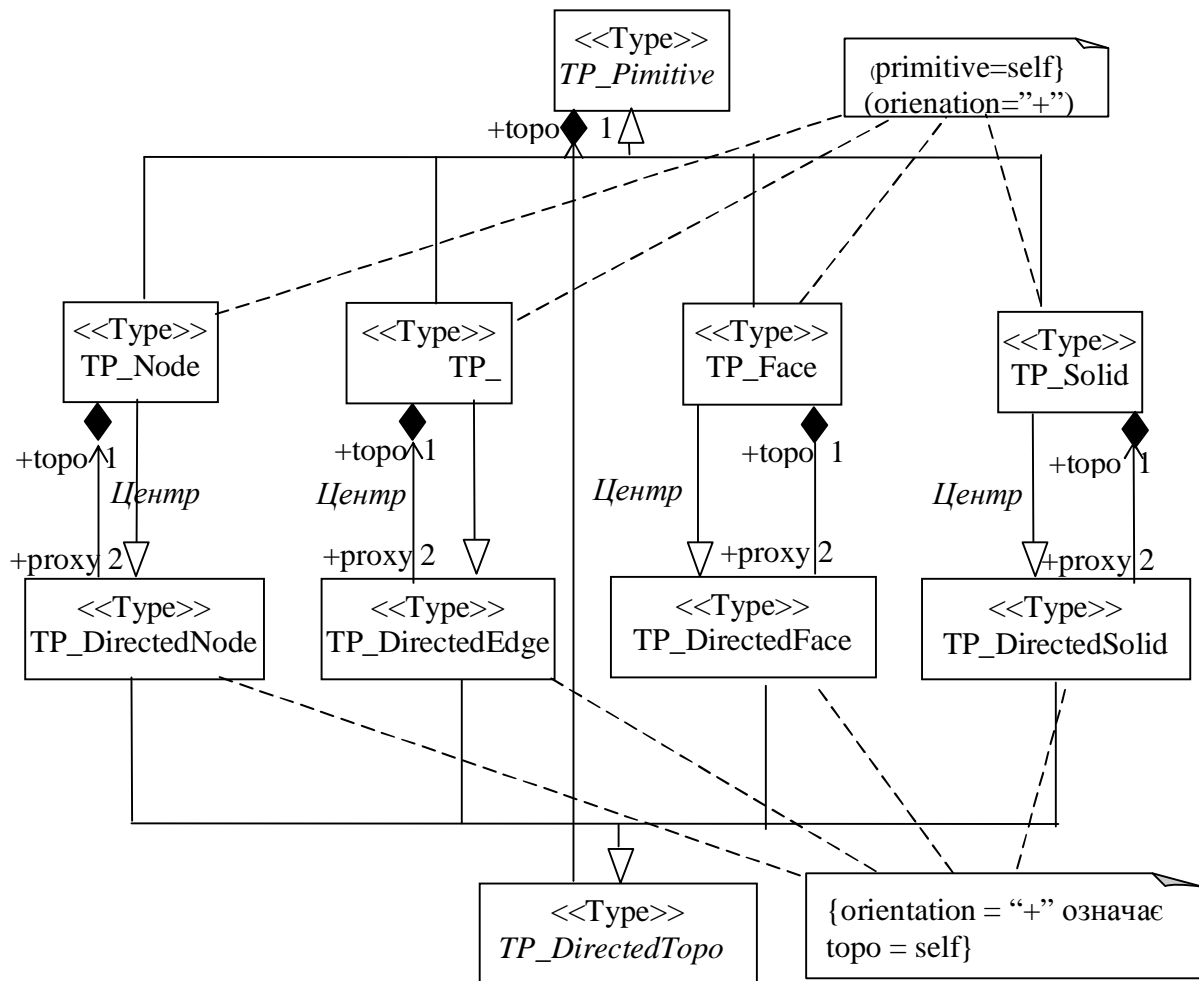 <<Type>>
TP_Pimitive
(primitive=self}
(orienation=”+”)
+topo 1
<<Type>>
TP_Node
<<Type>>
TP_
<<Type>>
TP_Face
<<Type>>
TP_Solid
+topo 1
+topo 1
+topo 1
+topo 1
Центр
Центр
Центр
Центр
+proxy 2
+proxy 2
+proxy 2
+proxy 2
<<Type>>
TP_DirectedNode
<<Type>>
TP_DirectedEdge
<<Type>>
TP_DirectedFace
<<Type>>
TP_DirectedSolid
<<Type>>
TP_DirectedTopo
{orientation = “+” означає
topo = self}